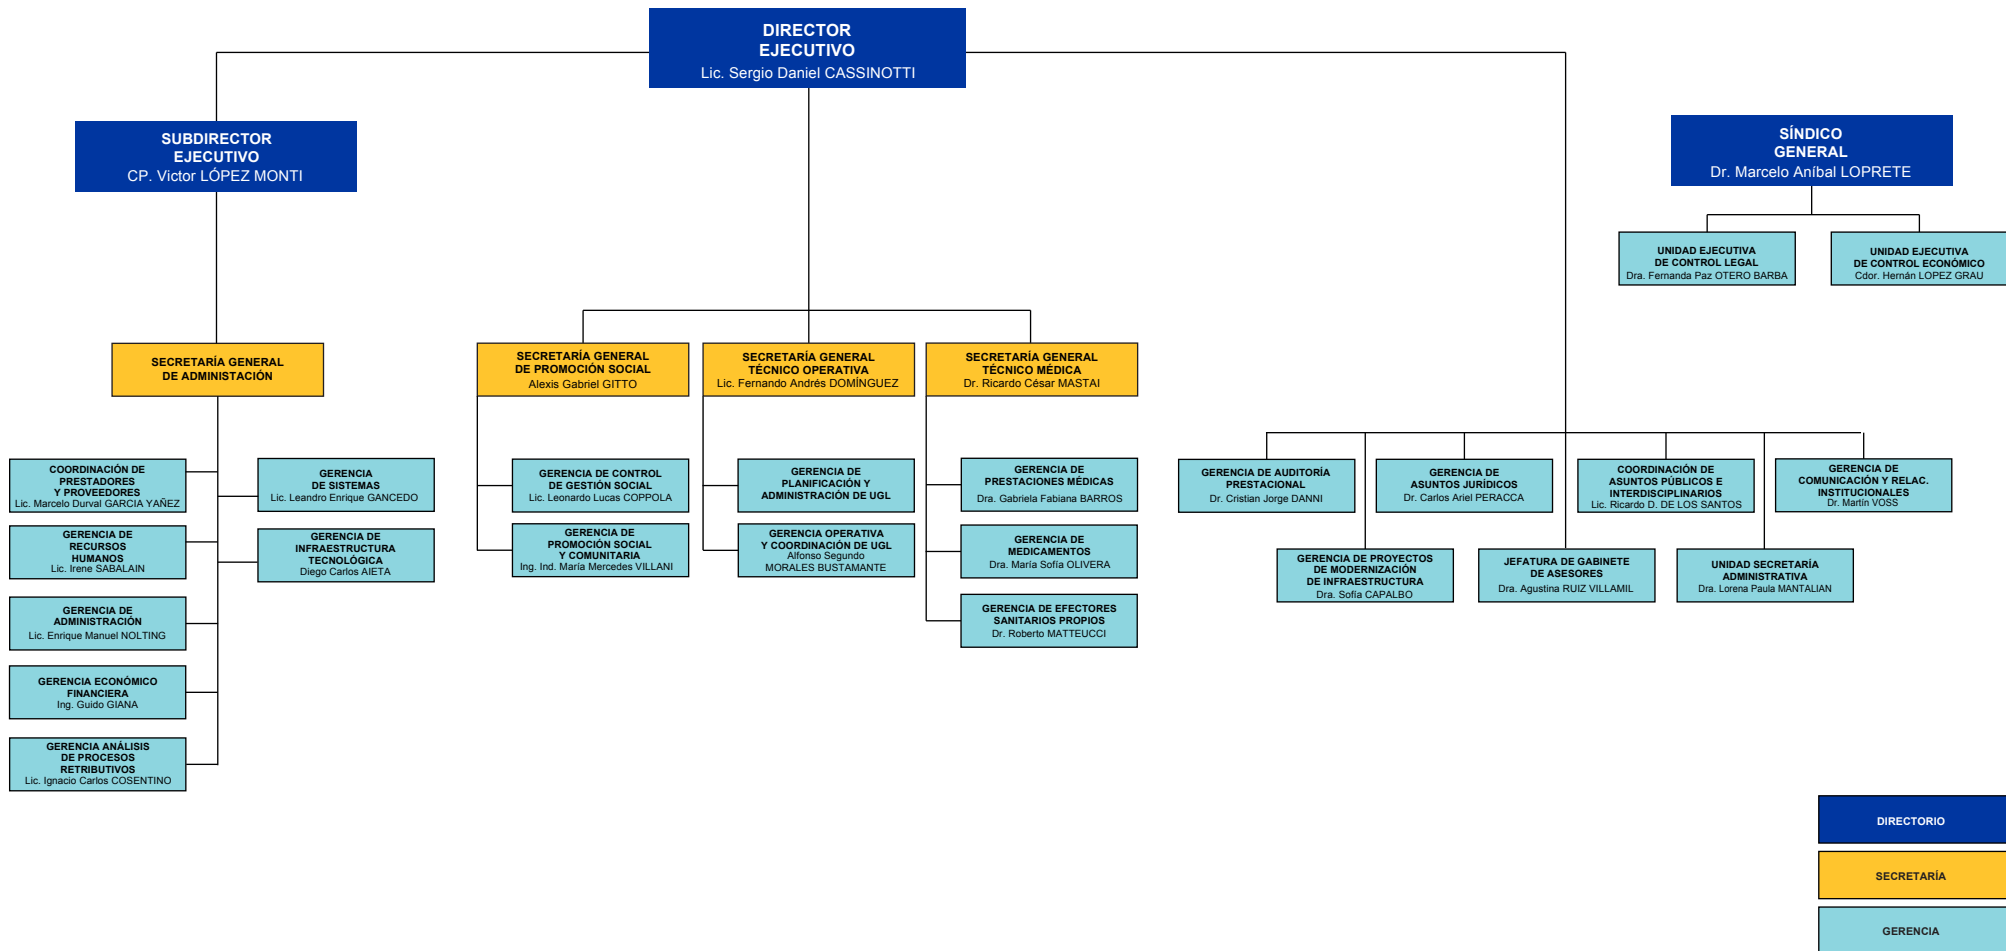 DIRECTOR
EJECUTIVO
Lic. Sergio Daniel CASSINOTTI
SUBDIRECTOR
EJECUTIVO
CP. Victor LÓPEZ MONTI
SÍNDICO
GENERAL
Dr. Marcelo Aníbal LOPRETE
UNIDAD EJECUTIVA
DE CONTROL LEGAL
Dra. Fernanda Paz OTERO BARBA
UNIDAD EJECUTIVA
DE CONTROL ECONÓMICO
Cdor. Hernán LOPEZ GRAU
SECRETARÍA GENERAL
DE ADMINISTACIÓN
SECRETARÍA GENERAL
DE PROMOCIÓN SOCIAL
Alexis Gabriel GITTO
SECRETARÍA GENERAL
TÉCNICO OPERATIVA
Lic. Fernando Andrés DOMÍNGUEZ
SECRETARÍA GENERAL
TÉCNICO MÉDICA
Dr. Ricardo César MASTAI
COORDINACIÓN DE
PRESTADORES
Y PROVEEDORES
Lic. Marcelo Durval GARCIA YAÑEZ
GERENCIA
DE SISTEMAS
Lic. Leandro Enrique GANCEDO
GERENCIA DE
RECURSOS
HUMANOS
Lic. Irene SABALAIN
GERENCIA DE
INFRAESTRUCTURA
TECNOLÓGICA
Diego Carlos AIETA
GERENCIA DE
ADMINISTRACIÓN
Lic. Enrique Manuel NOLTING
GERENCIA ECONÓMICO
FINANCIERA
Ing. Guido GIANA
GERENCIA ANÁLISIS
DE PROCESOS
RETRIBUTIVOS
Lic. Ignacio Carlos COSENTINO
GERENCIA DE CONTROL
DE GESTIÓN SOCIAL
Lic. Leonardo Lucas COPPOLA
GERENCIA DE
PROMOCIÓN SOCIAL
Y COMUNITARIA
Ing. Ind. María Mercedes VILLANI
GERENCIA DE
PLANIFICACIÓN Y
ADMINISTRACIÓN DE UGL
GERENCIA OPERATIVA
Y COORDINACIÓN DE UGL
Alfonso Segundo
MORALES BUSTAMANTE
GERENCIA DE
PRESTACIONES MÉDICAS
Dra. Gabriela Fabiana BARROS
GERENCIA DE
MEDICAMENTOS
Dra. María Sofía OLIVERA
GERENCIA DE EFECTORES
SANITARIOS PROPIOS
Dr. Roberto MATTEUCCI
GERENCIA DE AUDITORÍA
PRESTACIONAL
Dr. Cristian Jorge DANNI
GERENCIA DE
ASUNTOS JURÍDICOS
Dr. Carlos Ariel PERACCA
COORDINACIÓN DE
ASUNTOS PÚBLICOS E
INTERDISCIPLINARIOS
Lic. Ricardo D. DE LOS SANTOS
GERENCIA DE
COMUNICACIÓN Y RELAC.
INSTITUCIONALES
Dr. Martín VOSS
GERENCIA DE PROYECTOS
DE MODERNIZACIÓN
DE INFRAESTRUCTURA
Dra. Sofía CAPALBO
JEFATURA DE GABINETE
DE ASESORES
Dra. Agustina RUIZ VILLAMIL
UNIDAD SECRETARÍA
ADMINISTRATIVA
Dra. Lorena Paula MANTALIAN
DIRECTORIO
SECRETARÍA
GERENCIA